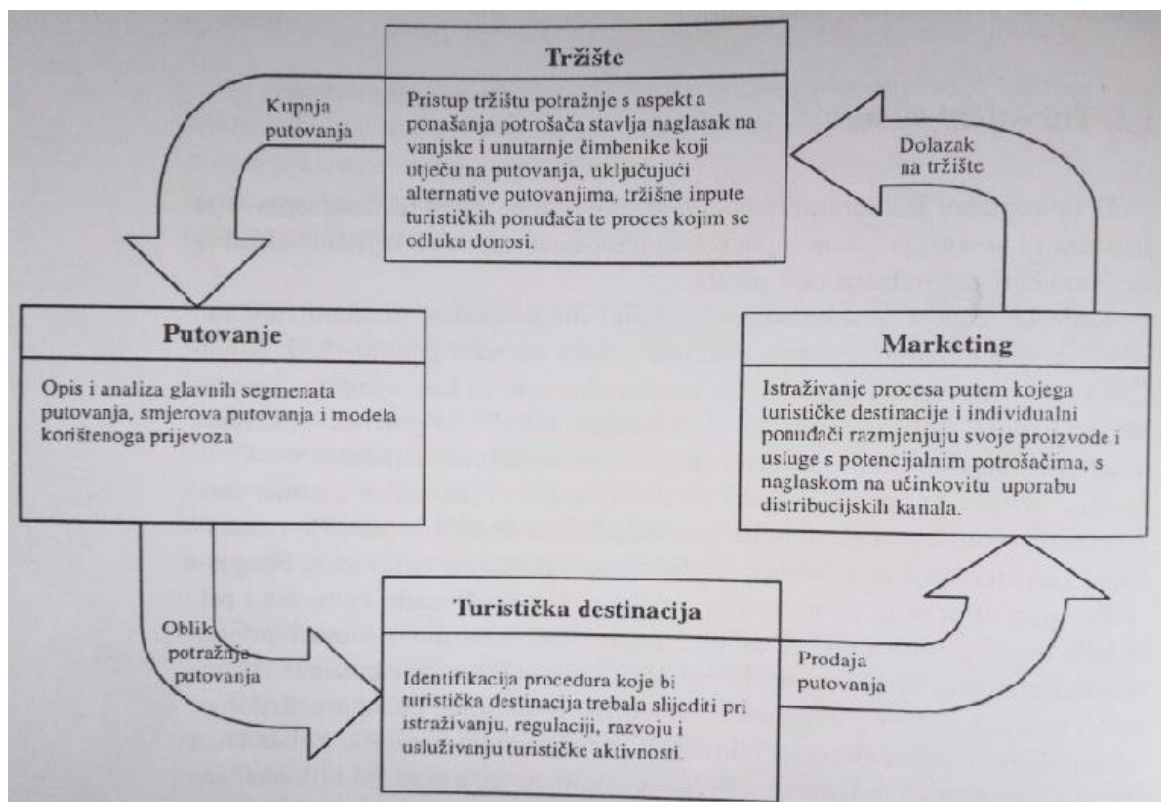 Tržište
Kupnja
putovanja
Pristup tržištu potražnje s aspekta
ponašanja potrošača stavlja naglasak na
vanjske i unutarnje čimbenike koji
utječu na putovanja, uključujući
alternative putovanjima, tržišne inpute
turističkih ponuđača te proces kojim se
odluka donosi.
Dolazak
na tržište
Putovanje
Opis i analiza glavnih segmenata
putovanja, smjerova putovanja i modela
korištenoga prijevoza
Marketing
Istraživanje procesa putem kojega
turističke destinacije i individualni
ponuđači razmjenjuju svoje proizvode i
usluge s potencijalnim potrošačima, s
naglaskom na učinkovitu uporabu
distribucijskih kanala.
Oblik
potražnje
putovanja
Turistička destinacija
Identifikacija procedura koje bi
turistička destinacija trebala slijediti pri
istraživanju, regulaciji, razvoju i
usluživanju turističke aktivnosti.
Prodaja
putovanja